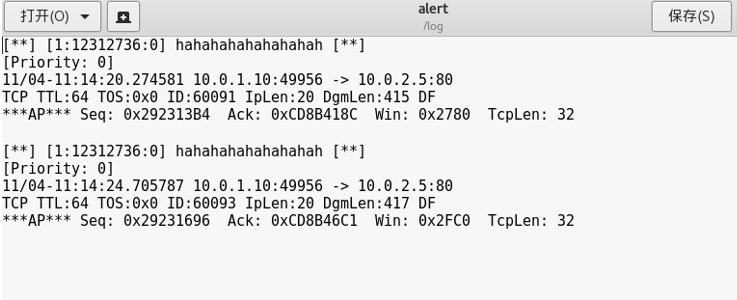 打开(O)
alert
/log
保存(S)
[**] [1:12312736:0] hahahahahahahahah [**]
[Priority: 0]
11/04-11:14:20.274581 10.0.1.10:49956 -> 10.0.2.5:80
TCP TTL:64 TOS:0x0 ID:60091 IpLen:20 DgmLen:415 DF
***AP*** Seq: 0x292313B4  Ack: 0xCD8B418C  Win: 0x2780  TcpLen: 32
[**] [1:12312736:0] hahahahahahahahah [**]
[Priority: 0]
11/04-11:14:24.705787 10.0.1.10:49956 -> 10.0.2.5:80
TCP TTL:64 TOS:0x0 ID:60093 IpLen:20 DgmLen:417 DF
***AP*** Seq: 0x29231696  Ack: 0xCD8B46C1  Win: 0x2FC0  TcpLen: 32